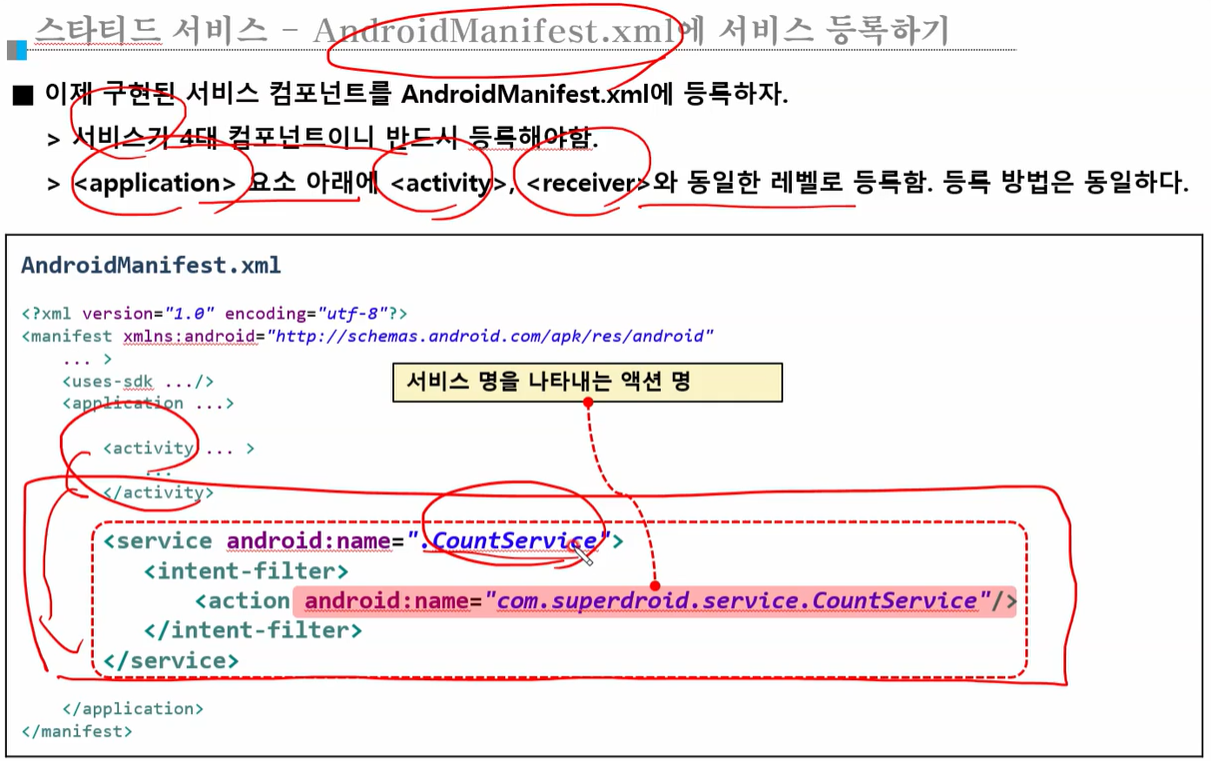 스타티드 서비스 - AndroidManifest.xml에 서비스 등록하기
■ 이제 구현된 서비스 컴포넌트를 AndroidManifest.xml에 등록하자.
> 서비스가 4대 컴포넌트이니 반드시 등록해야함.
> <application> 요소 아래에 <activity>, <receiver>와 동일한 레벨로 등록함. 등록 방법은 동일하다.
AndroidManifest.xml
<?xml version="1.0" encoding="utf-8"?>
<manifest xmlns:android="http://schemas.android.com/apk/res/android"
... >
<uses-sdk .../>
서비스 명을 나타내는 액션 명
<application ...>
<activity ... >
...
</activity>
<service android:name=".CountService">
<intent-filter>
<action android:name="com.superdroid.service.CountService"/>
</intent-filter>
</service>
</application>
</manifest>